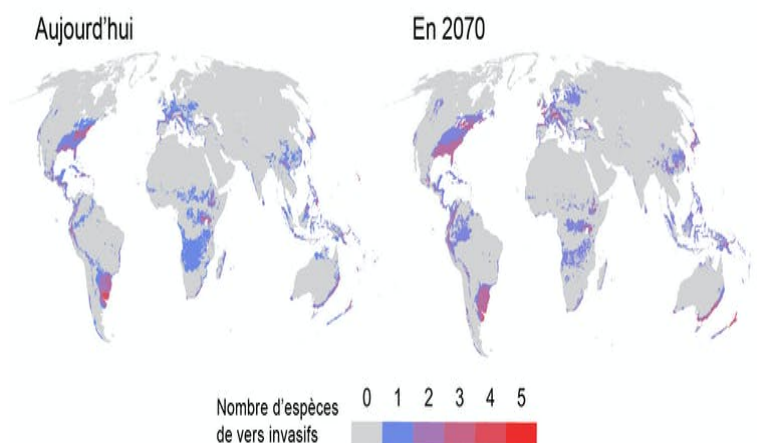 Aujourd'hui
En 2070
0 1 2 3 4 5
Nombre d'espèces
de vers invasifs